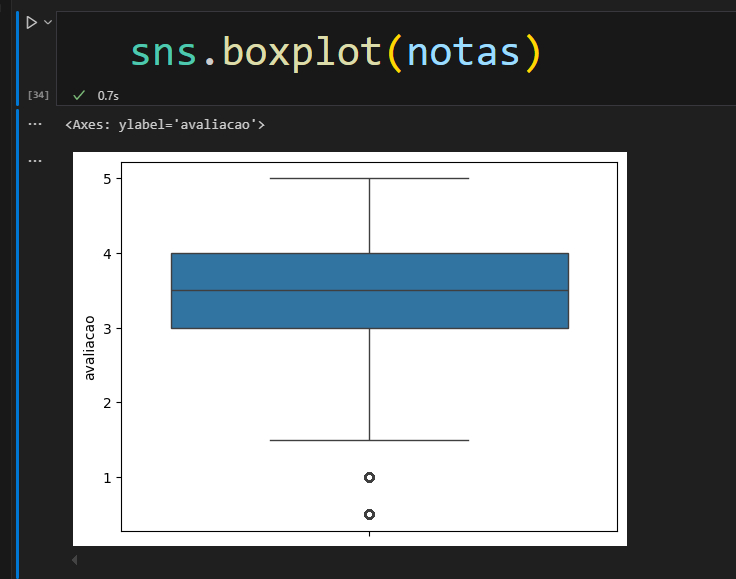 sns.boxplot(notas)
[34]
0.7s
<Axes: ylabel='avaliacao'>
5
4
3
2
1
avaliacao